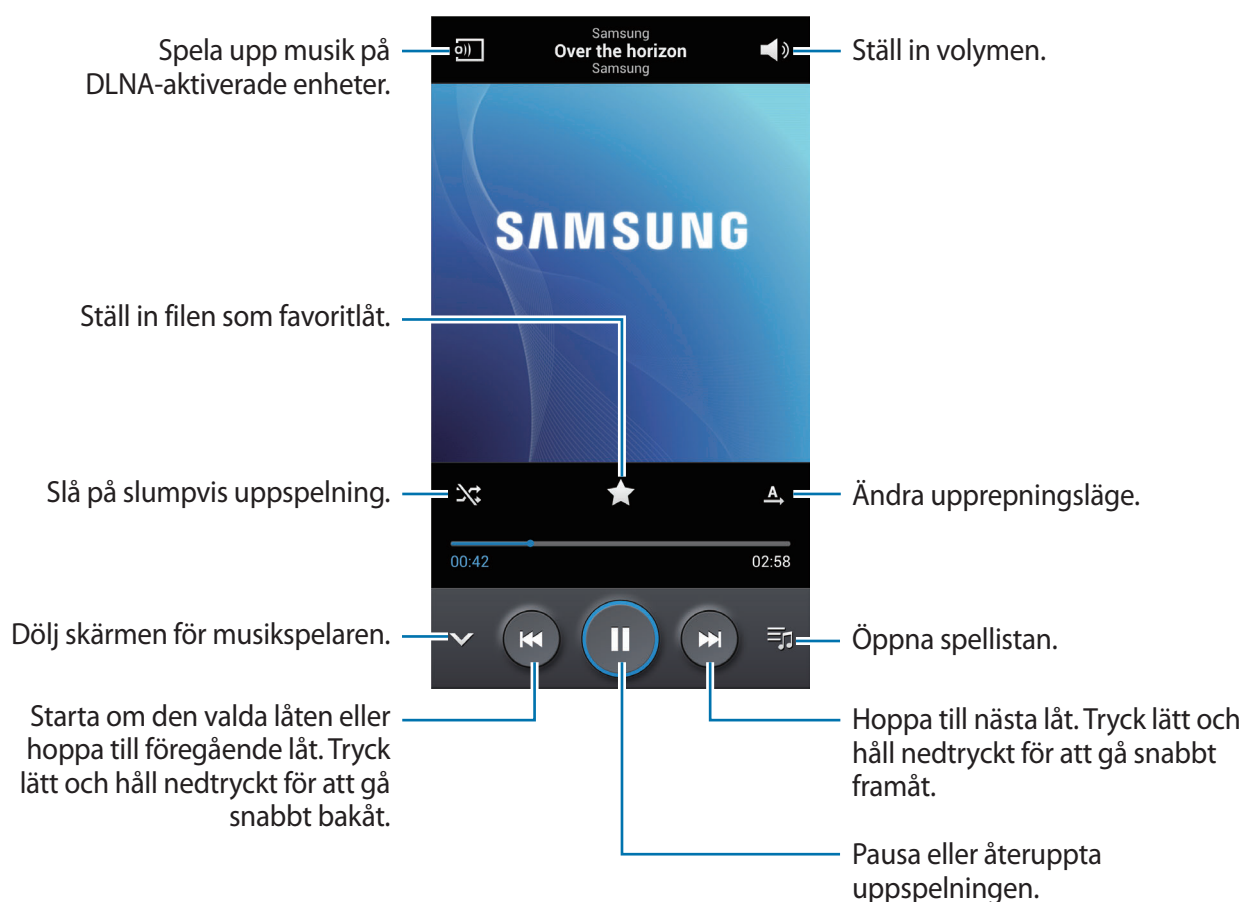 Samsung
Over the horizon
Samsung
Spela upp musik på
DLNA-aktiverade enheter.
Ställ in volymen.
SAMSUNG
Ställ in filen som favoritlåt.
Slå på slumpvis uppspelning.
A
Ändra upprepningsläge.
00:42
02:58
Dölj skärmen för musikspelaren.
Öppna spellistan.
Starta om den valda låten eller
hoppa till föregående låt. Tryck
lätt och håll nedtryckt för att gå
snabbt bakåt.
Hoppa till nästa låt. Tryck lätt och
håll nedtryckt för att gå snabbt
framåt.
Pausa eller återuppta
uppspelningen.